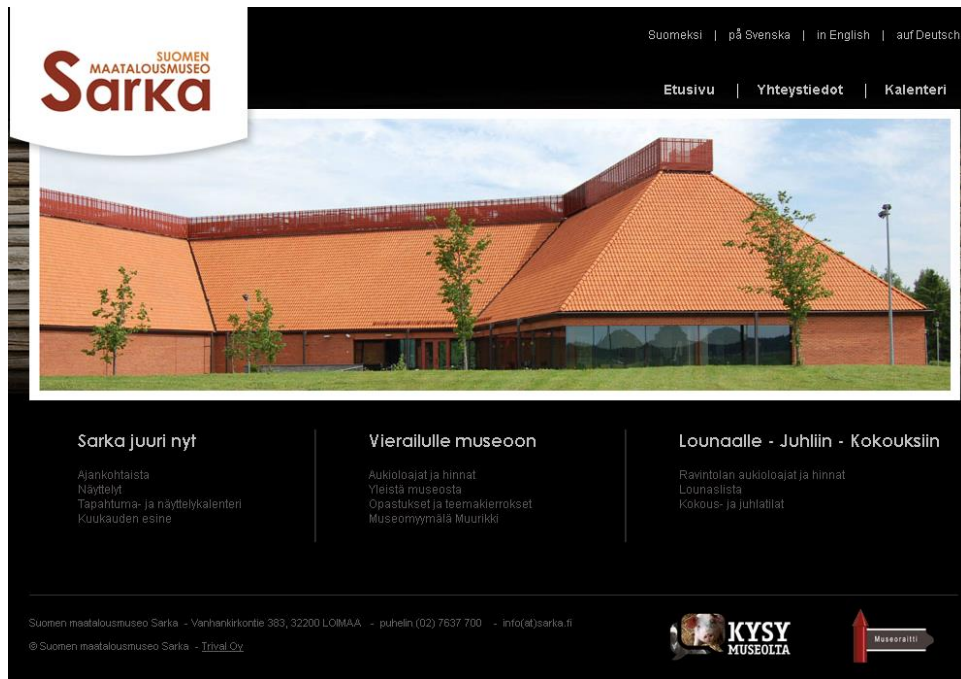 SUOMEN
MAATALOUSMUSEO
Sarka
Suomeksi | på Svenska | in English | auf Deutsch
Etusivu | Yhteystiedot | Kalenteri
Sarka juuri nyt
Ajankohtaista
Näyttelyt
Tapahtuma- ja näyttelykalenteri
Kuukauden esine
Vierailulle museoon
Aukioloajat ja hinnat
Yleistä museosta
Opastukset ja teemakierrokset
Museomyymälä Muurikki
Lounaalle - Juhliin - Kokouksiin
Ravintolan aukioloajat ja hinnat
Lounaslista
Kokous- ja juhlatilat
Suomen maatalousmuseo Sarka - Vanhankirkontie 383, 32200 LOIMAA - puhelin (02) 7637 700 - info(at)sarka.fi
© Suomen maatalousmuseo Sarka - Trival Oy
KYSY
MUSEOLTA
Museoraitti